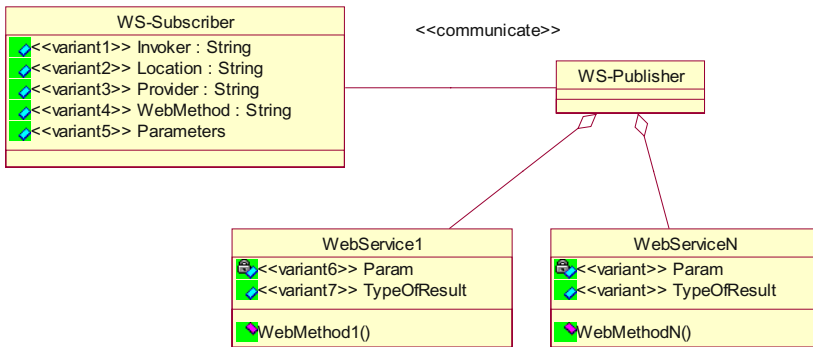 WS-Subscriber
<<variant1>> Invoker : String
<<variant2>> Location : String
<<variant3>> Provider : String
<<variant4>> WebMethod : String
<<variant5>> Parameters
<<communicate>>
WS-Publisher
WebService1
<<variant6>> Param
<<variant7>> TypeOfResult
WebMethod1()
WebServiceN
<<variant>> Param
<<variant>> TypeOfResult
WebMethodN()